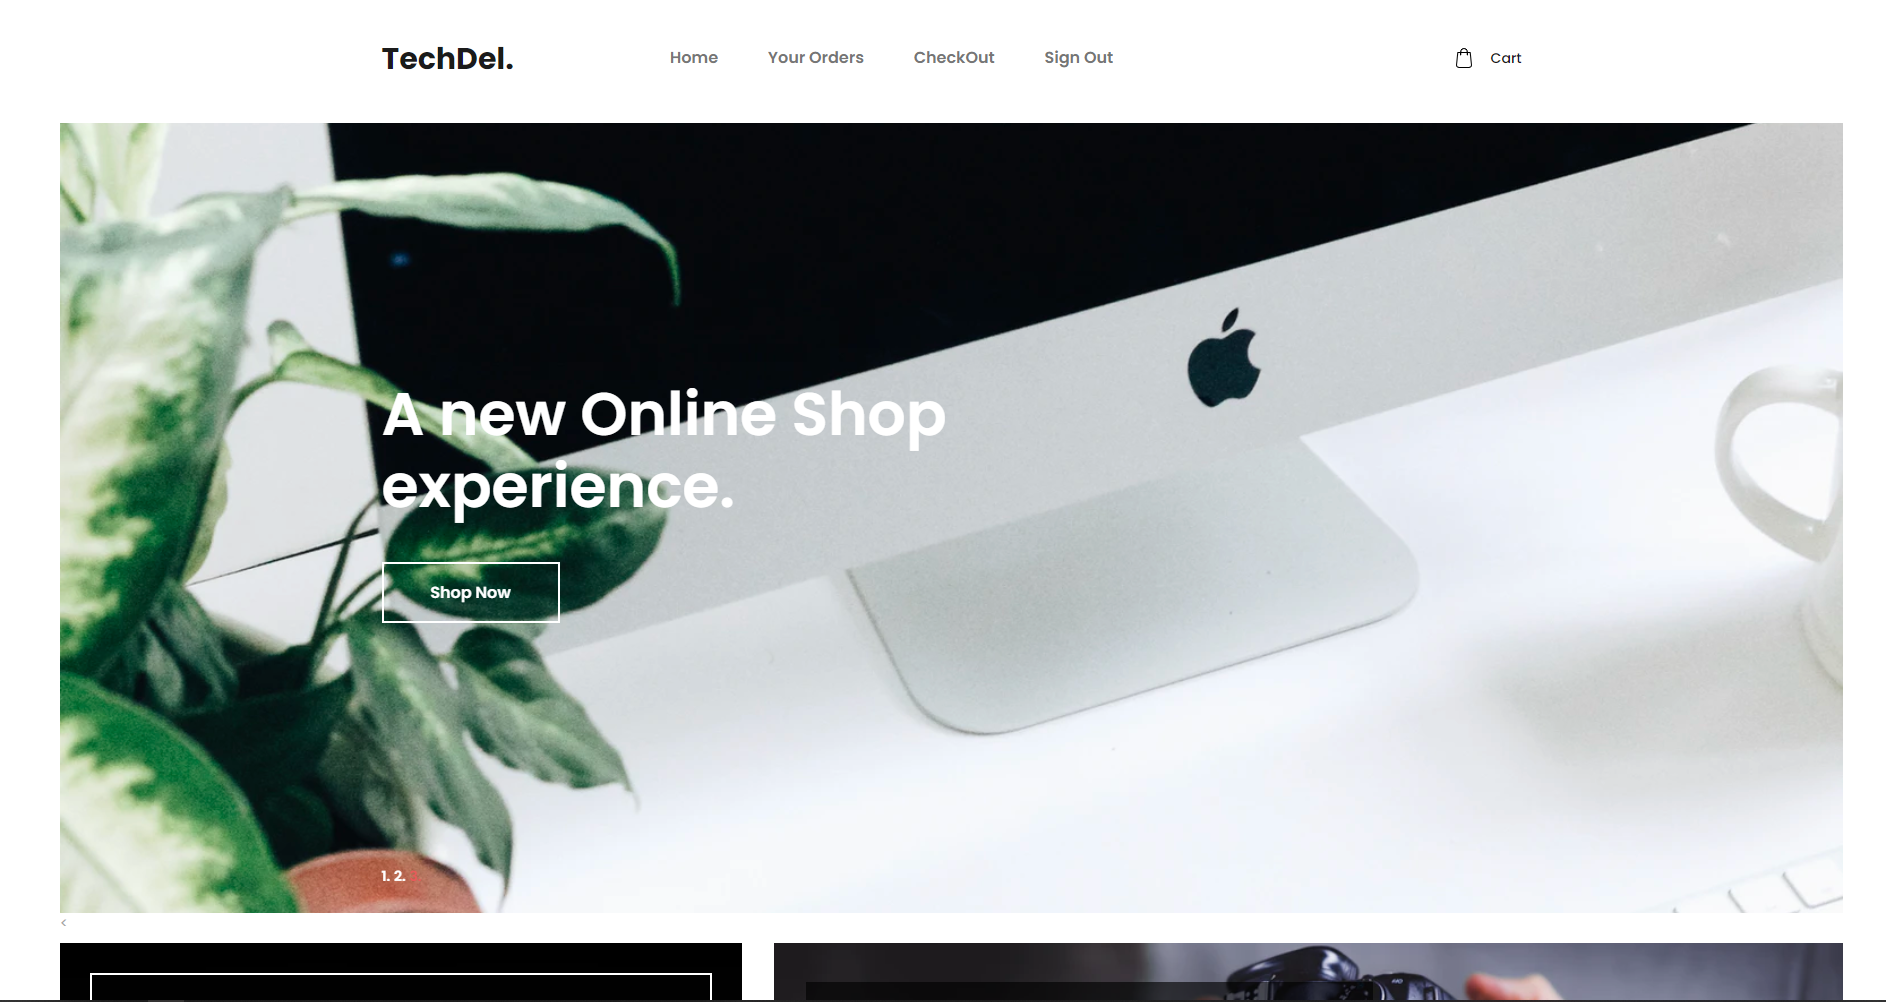 TechDel.
Home Your Orders CheckOut Sign Out
Cart
A new Online Shop
experience.
Shop Now
1. 2.
<